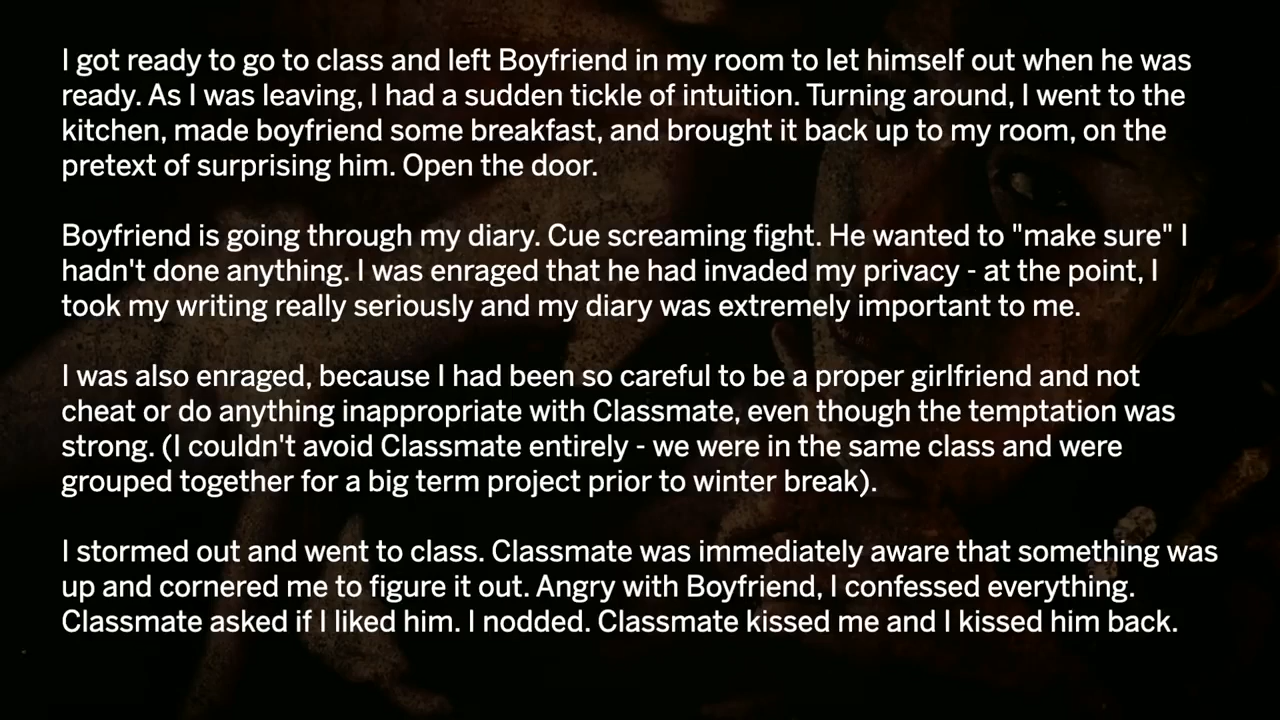 I got ready to go to class and left Boyfriend in my room to let himself out when he was
ready. As I was leaving, I had a sudden tickle of intuition. Turning around, I went to the
kitchen, made boyfriend some breakfast, and brought it back up to my room, on the
pretext of surprising him. Open the door.
Boyfriend is going through my diary. Cue screaming fight. He wanted to "make sure" I
hadn't done anything. I was enraged that he had invaded my privacy - at the point, I
took my writing really seriously and my diary was extremely important to me.
I was also enraged, because I had been so careful to be a proper girlfriend and not
cheat or do anything inappropriate with Classmate, even though the temptation was
strong. (I couldn't avoid Classmate entirely - we were in the same class and were
grouped together for a big term project prior to winter break).
I stormed out and went to class. Classmate was immediately aware that something was
up and cornered me to figure it out. Angry with Boyfriend, I confessed everything.
Classmate asked if I liked him. I nodded. Classmate kissed me and I kissed him back.